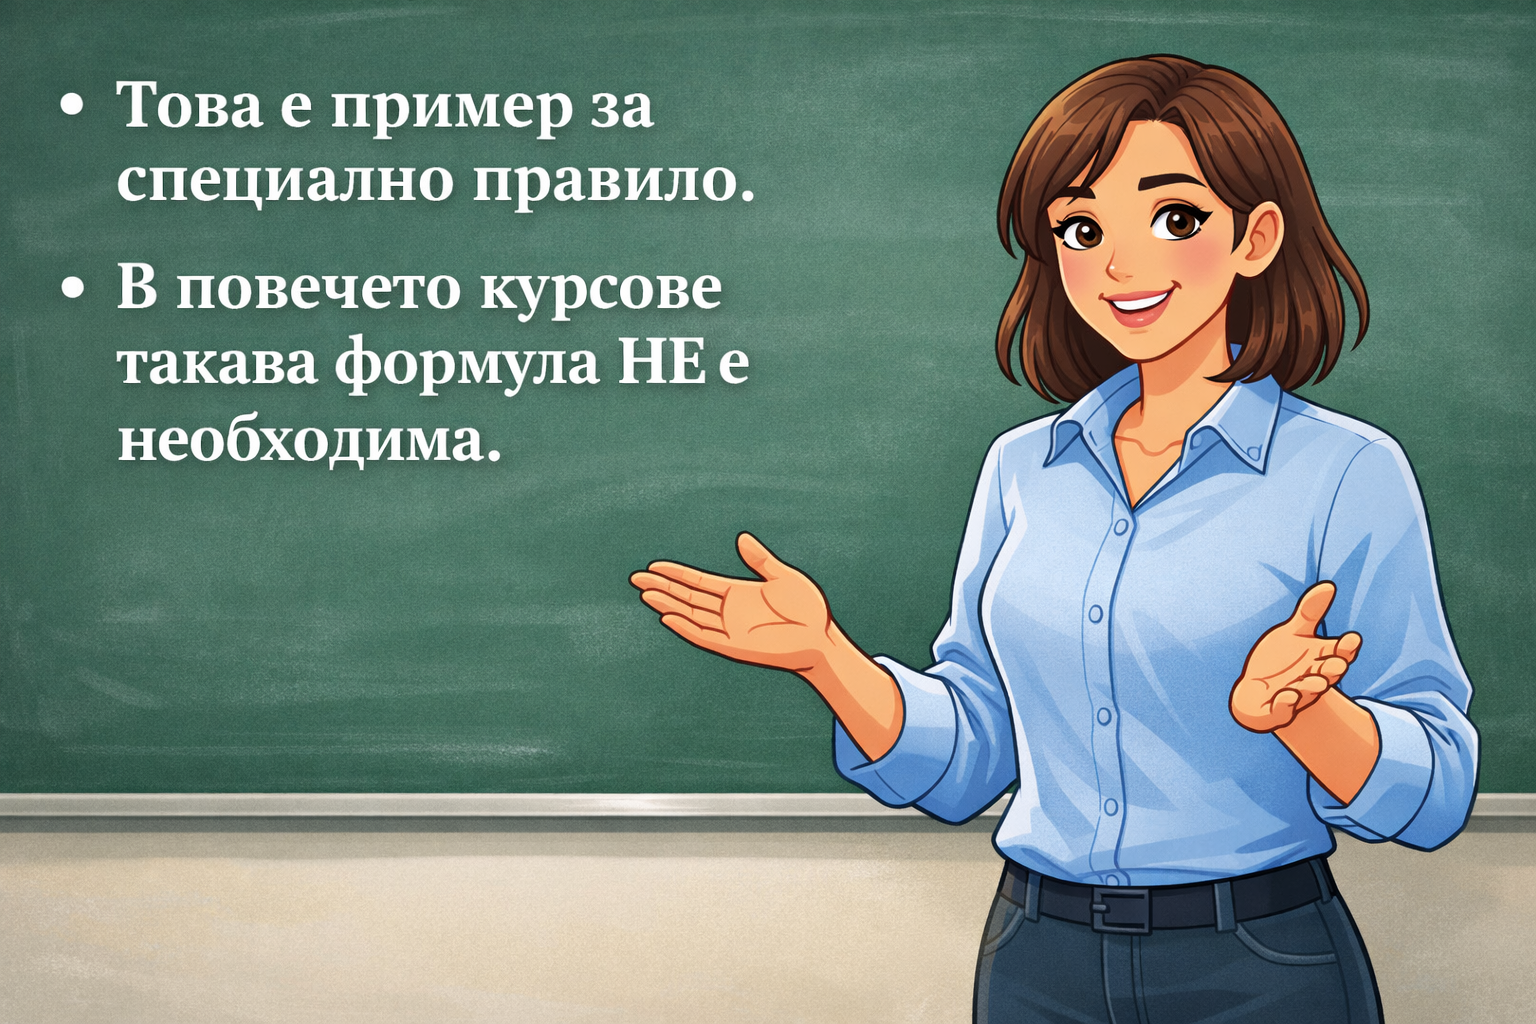 • Това е пример за
специално правило.
• В повечето курсове
такава формула НЕ е
необходима.